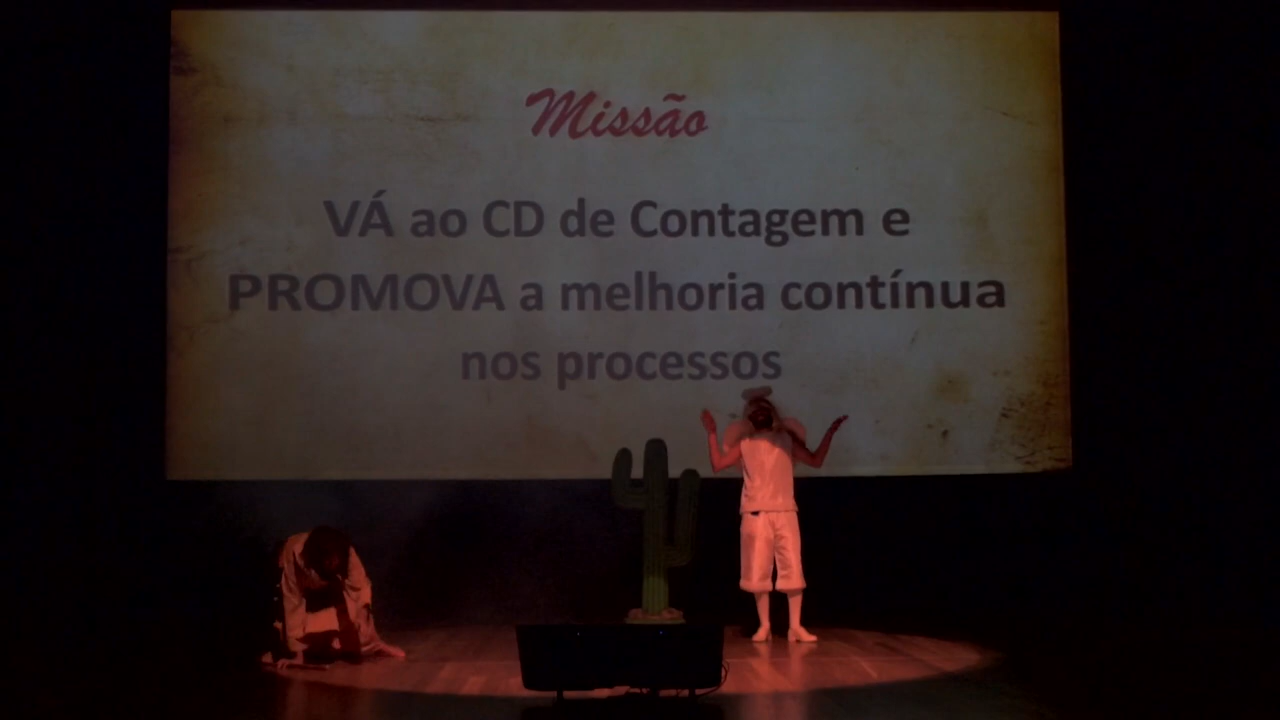 Missão
VÁ ao CD de Contagem e
PROMOVA a melhoria contínua
nos processos